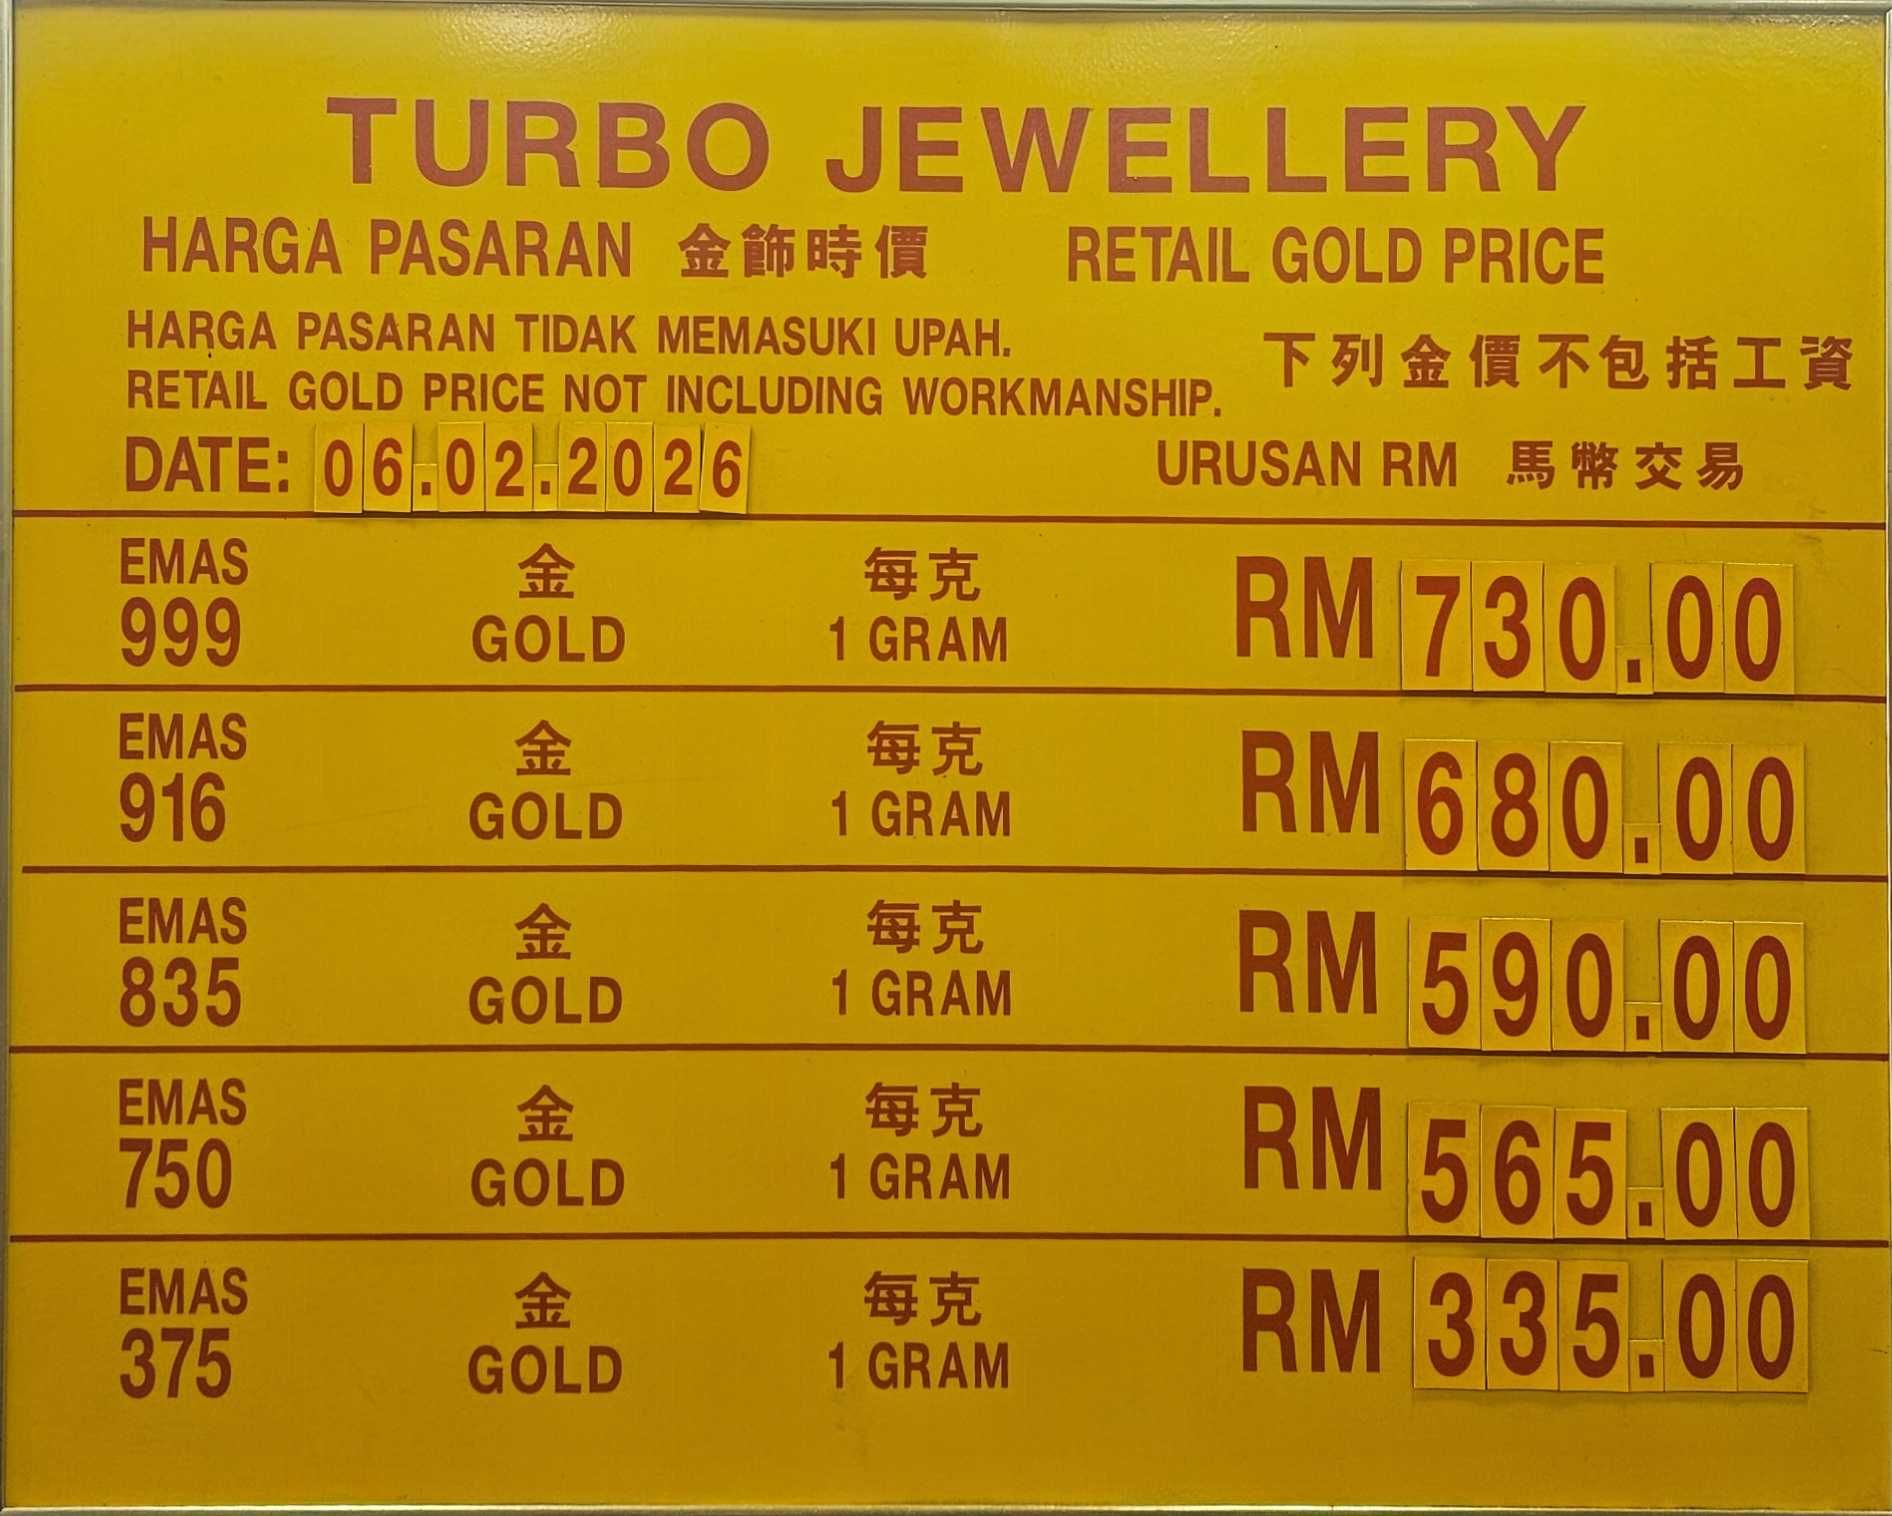 TURBO JEWELLERY
HARGA PASARAN 金飾時價 RETAIL GOLD PRICE
HARGA PASARAN TIDAK MEMASUKI UPAH.
RETAIL GOLD PRICE NOT INCLUDING WORKMANSHIP.
下列金價不包括工資
DATE: 06.02.2026
URUSAN RM 馬幣交易
EMAS 金 每克
999 GOLD 1 GRAM RM 730.00
EMAS 金 每克
916 GOLD 1 GRAM RM 680.00
EMAS 金 每克
835 GOLD 1 GRAM RM 590.00
EMAS 金 每克
750 GOLD 1 GRAM RM 565.00
EMAS 金 每克
375 GOLD 1 GRAM RM 335.00